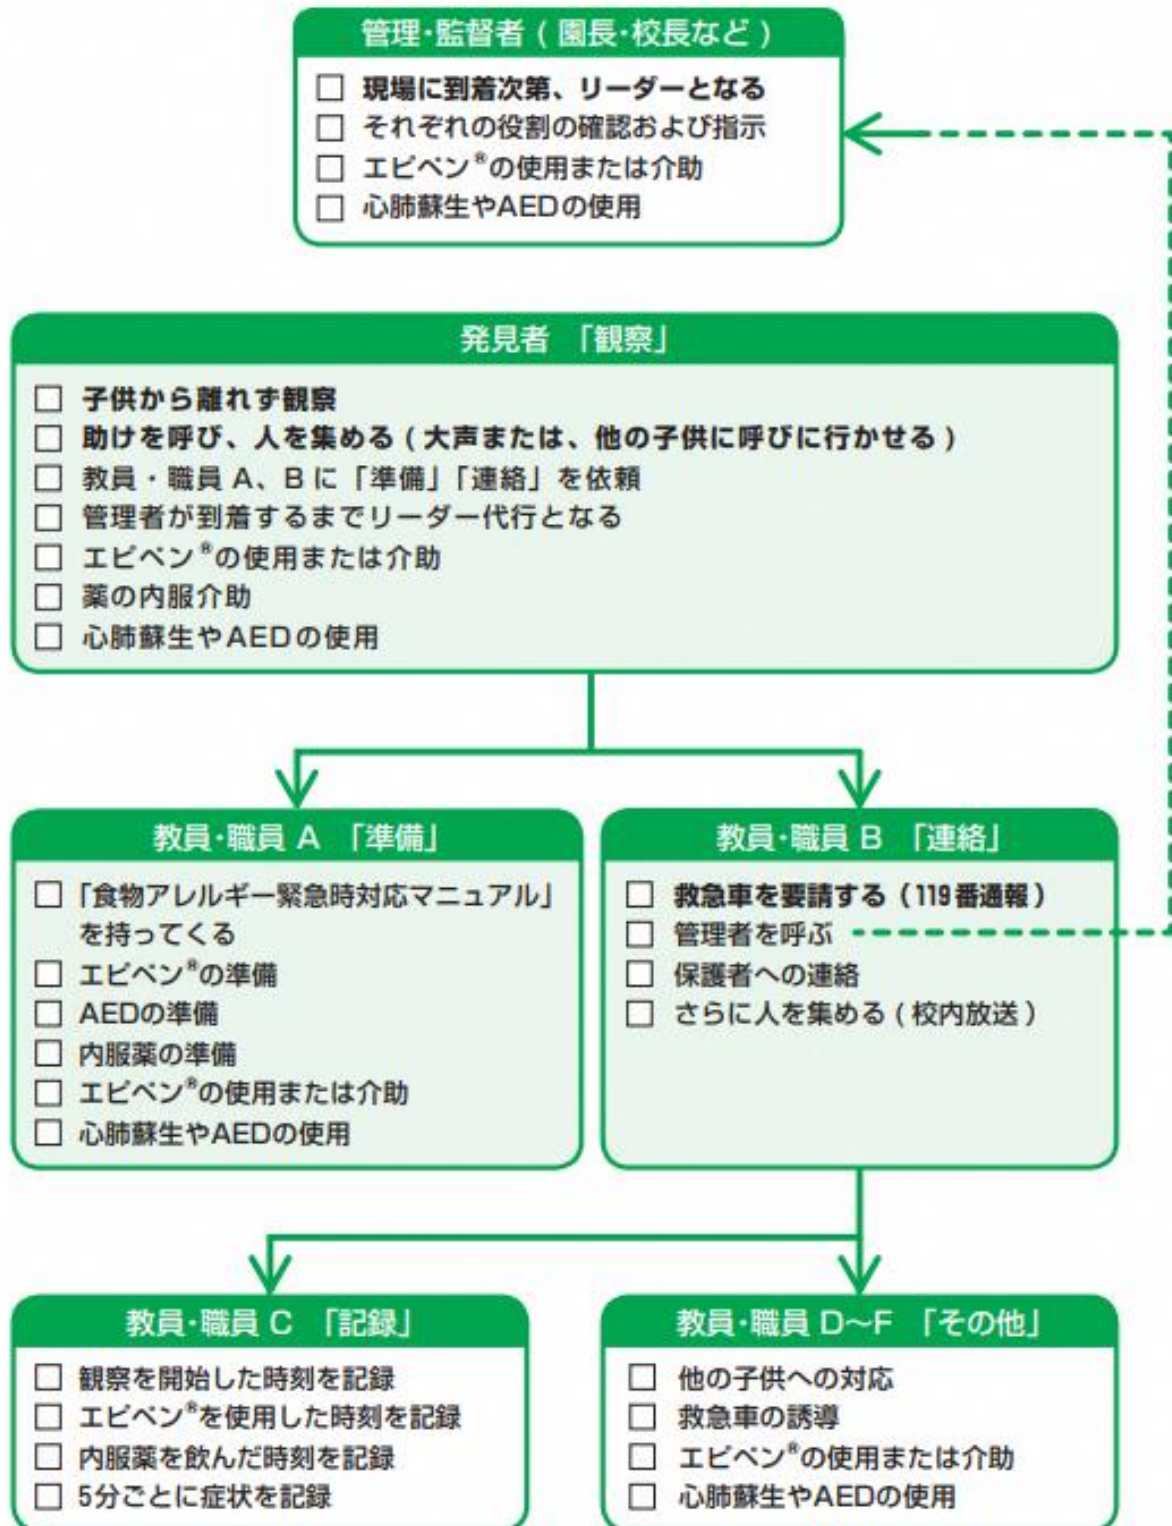 管理・監督者 ( 園長・校長など )
□ 現場に到着次第、リーダーとなる
□ それぞれの役割の確認および指示
□ エピペン®の使用または介助
□ 心肺蘇生やAEDの使用
発見者 「観察」
□ 子供から離れず観察
□ 助けを呼び、人を集める ( 大声または、他の子供に呼びに行かせる )
□ 教員・職員 A、B に「準備」「連絡」を依頼
□ 管理者が到着するまでリーダー代行となる
□ エピペン®の使用または介助
□ 薬の内服介助
□ 心肺蘇生やAEDの使用
教員・職員 A 「準備」
□ 「食物アレルギー緊急時対応マニュアル」
を持ってくる
□ エピペン®の準備
□ AEDの準備
□ 内服薬の準備
□ エピペン®の使用または介助
□ 心肺蘇生やAEDの使用
教員・職員 B 「連絡」
□ 救急車を要請する ( 119番通報 )
□ 管理者を呼ぶ
□ 保護者への連絡
□ さらに人を集める ( 校内放送 )
教員・職員 C 「記録」
□ 観察を開始した時刻を記録
□ エピペン®を使用した時刻を記録
□ 内服薬を飲んだ時刻を記録
□ 5分ごとに症状を記録
教員・職員 D〜F 「その他」
□ 他の子供への対応
□ 救急車の誘導
□ エピペン®の使用または介助
□ 心肺蘇生やAEDの使用